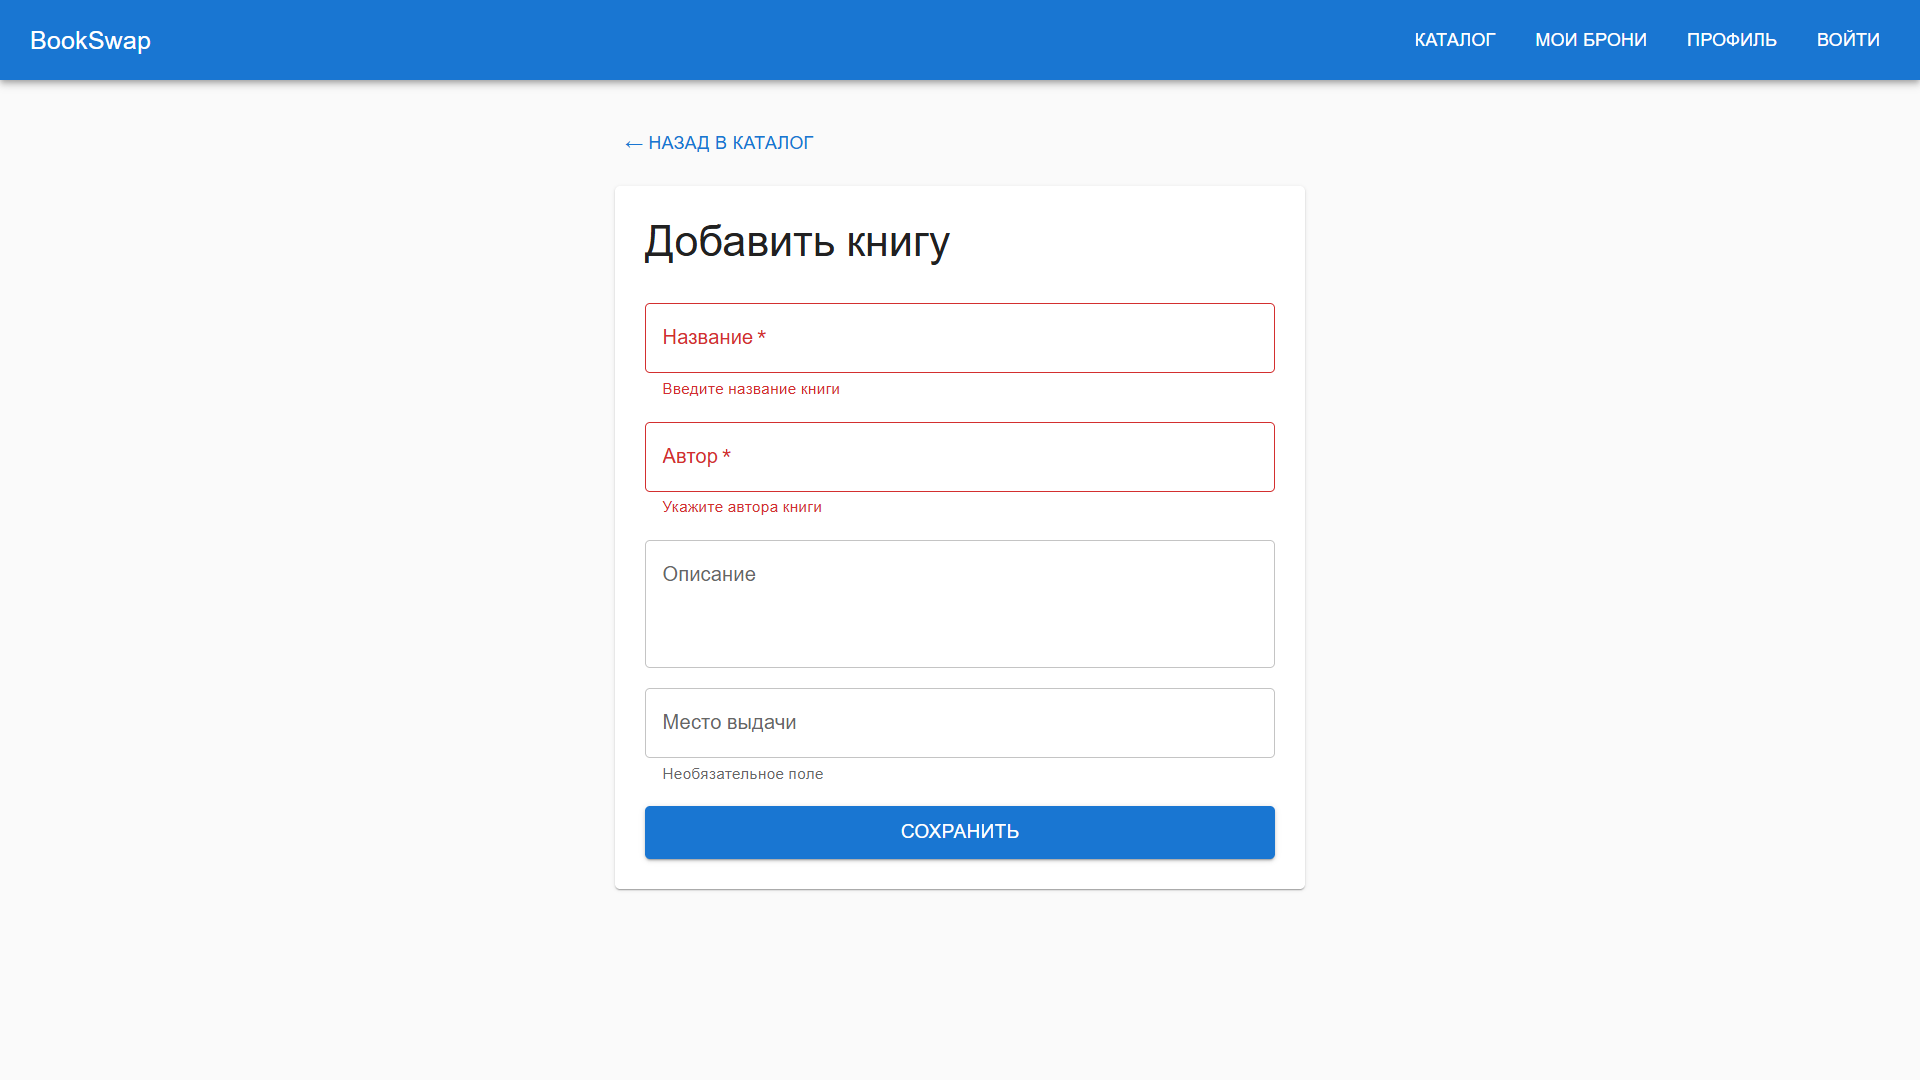 BookSwap
КАТАЛОГ
МОИ БРОНИ
ПРОФИЛЬ
ВОЙТИ
← НАЗАД В КАТАЛОГ
Добавить книгу
Название *
Введите название книги
Автор *
Укажите автора книги
Описание
Место выдачи
Необязательное поле
СОХРАНИТЬ